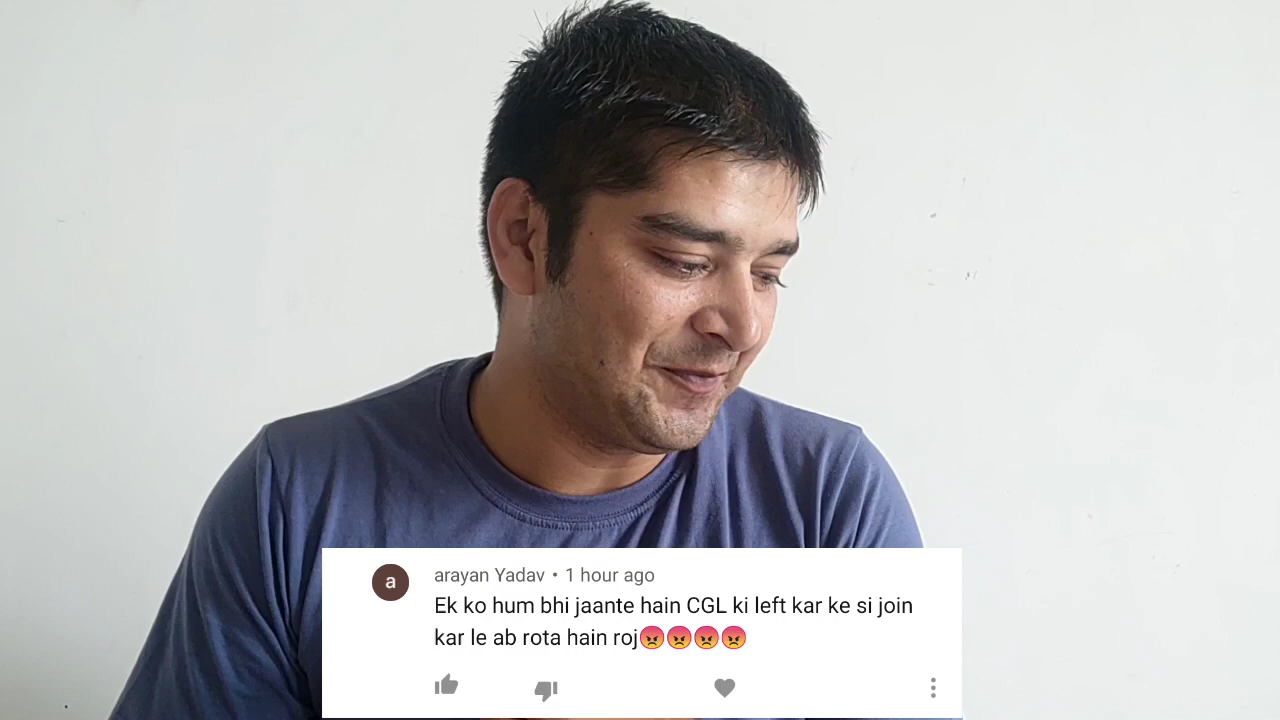 a
arayan Yadav • 1 hour ago
Ek ko hum bhi jaante hain CGL ki left kar ke si join
kar le ab rota hain roj😡😡😡😡